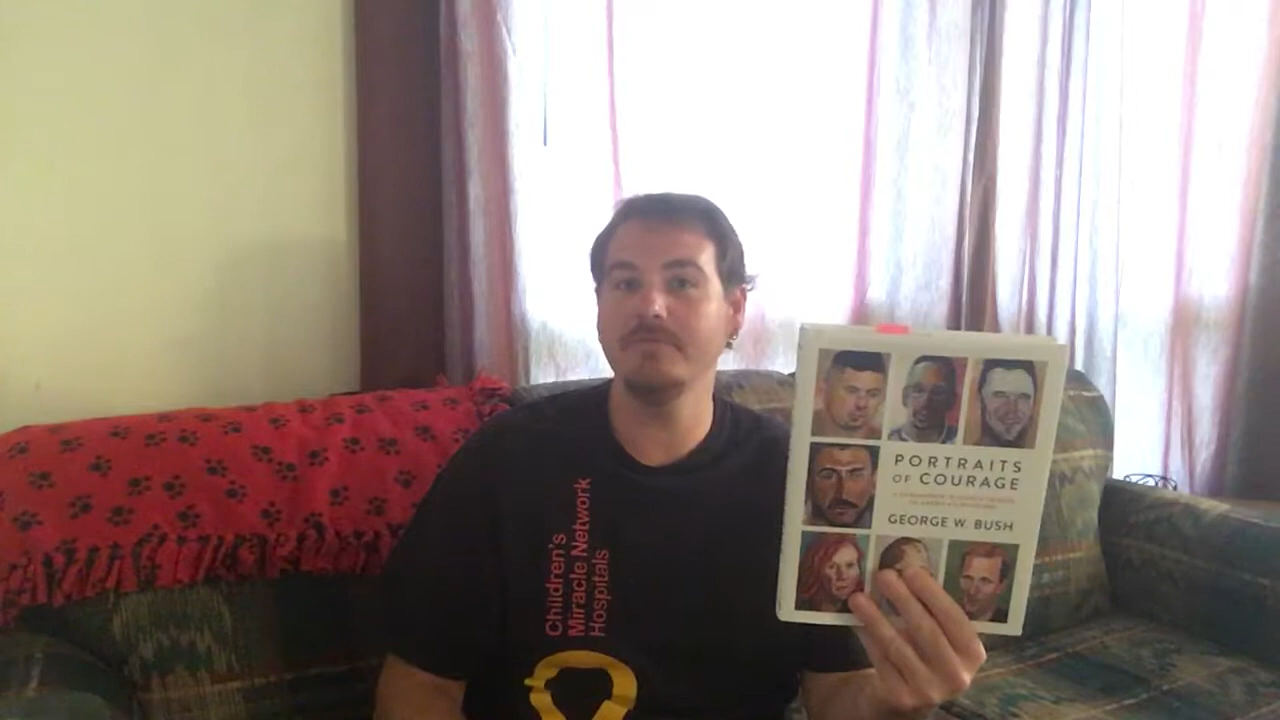 Children's
Miracle Network
Hospitals
PORTRAITS
OF COURAGE
GEORGE W. BUSH